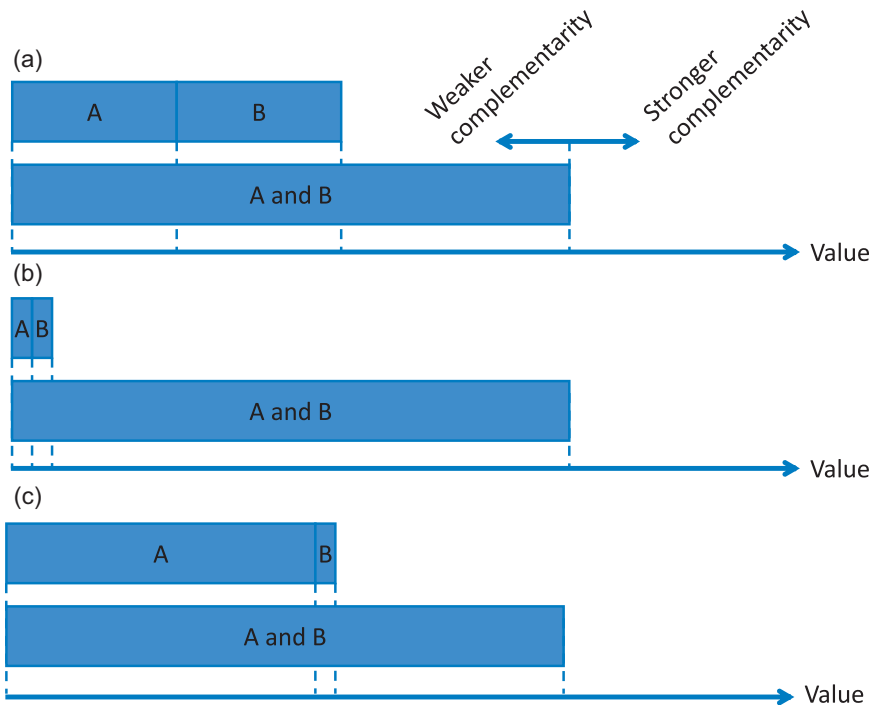 (a)
A
B
Weaker
complementarity
Stronger
complementarity
A and B
Value
(b)
A
B
A and B
Value
(c)
A
B
A and B
Value